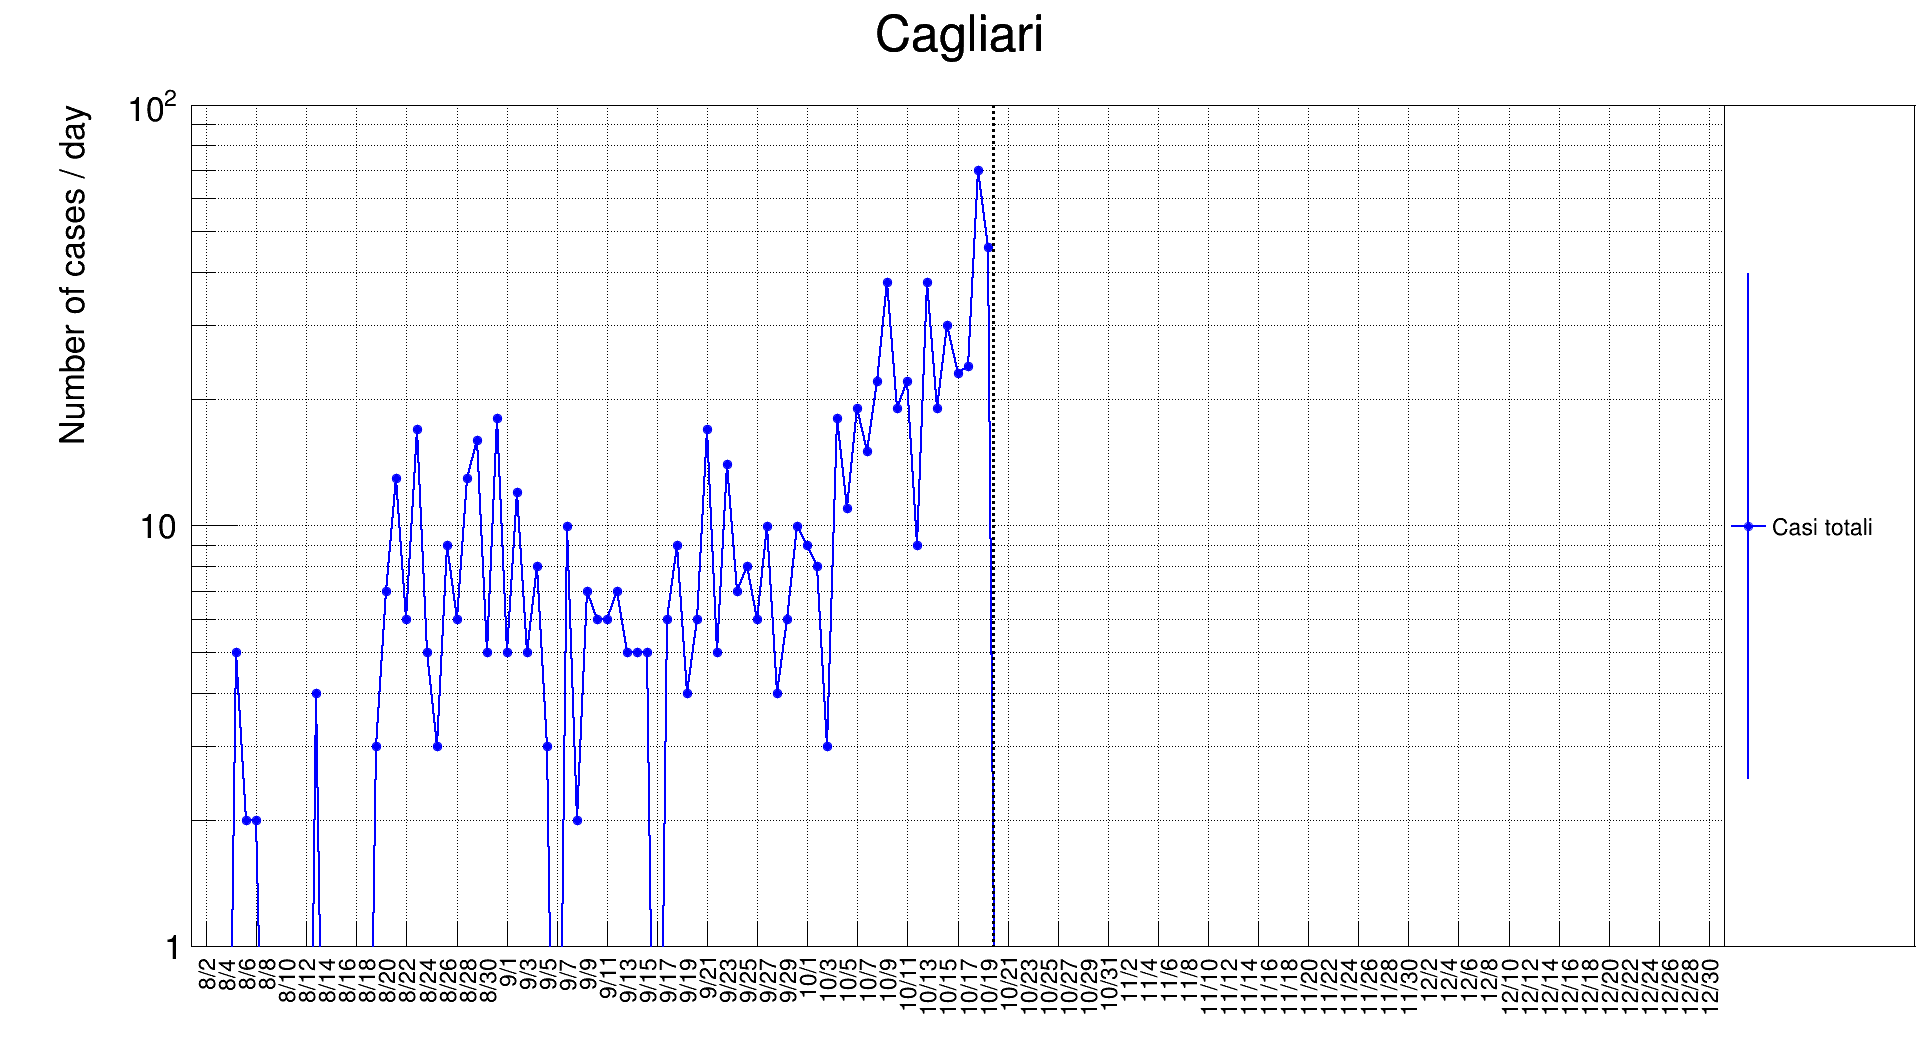 Cagliari
Number of cases / day
10²
10
1
8/2 8/4 8/6 8/8 8/10 8/12 8/14 8/16 8/18 8/20 8/22 8/24 8/26 8/28 8/30 9/1 9/3 9/5 9/7 9/9 9/11 9/13 9/15 9/17 9/19 9/21 9/23 9/25 9/27 9/29 10/1 10/3 10/5 10/7 10/9 10/11 10/13 10/15 10/17 10/19 10/21 10/23 10/25 10/27 10/29 10/31 11/2 11/4 11/6 11/8 11/10 11/12 11/14 11/16 11/18 11/20 11/22 11/24 11/26 11/28 11/30 12/2 12/4 12/6 12/8 12/10 12/12 12/14 12/16 12/18 12/20 12/22 12/24 12/26 12/28 12/30
Casi totali